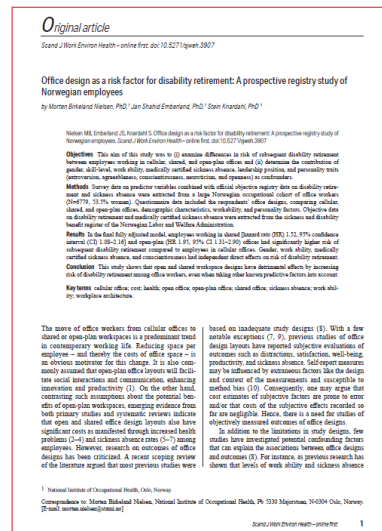 Original article
Scand J Work Environ Health – online first. doi: 10.5271/sjweh.3907
Office design as a risk factor for disability retirement: A prospective registry study of
Norwegian employees
by Morten Birkeland Nielsen, PhD,¹ Jan Shahid Emberland, PhD,¹ Stein Knardahl, PhD ¹
Nielsen MB, Emberland JS, Knardahl S. Office design as a risk factor for disability retirement: A prospective registry study of
Norwegian employees. Scand J Work Environ Health – online first. doi:10.5271/sjweh.3907
Objectives This aim of this study was to (i) examine differences in risk of subsequent disability retirement
between employees working in cellular, shared, and open-plan offices and (ii) determine the contribution of
gender, skill-level, work ability, medically certified sickness absence, leadership position, and personality traits
(extroversion, agreeableness, conscientiousness, neuroticism, and openness) as confounders.
Methods Survey data on predictor variables combined with official objective registry data on disability retire-
ment and sickness absence were extracted from a large Norwegian occupational cohort of office workers
(N=6779, 53.5% women). Questionnaire data included the respondents' office designs, comparing cellular,
shared, and open-plan offices, demographic characteristics, workability, and personality factors. Objective data
on disability retirement and medically certified sickness absence were extracted from the sickness and disability
benefit register of the Norwegian Labor and Welfare Administration.
Results In the final fully adjusted model, employees working in shared [hazard rate (HR) 1.52, 95% confidence
interval (CI) 1.08–2.16] and open-plan (HR 1.95, 95% CI 1.31–2.90) offices had significantly higher risk of
subsequent disability retirement compared to employees in cellular offices. Gender, work ability, medically
certified sickness absence, and conscientiousness had independent direct effects on risk of disability retirement.
Conclusion This study shows that open and shared workspace designs have detrimental effects by increasing
risk of disability retirement among office workers, even when taking other known predictive factors into account.
Key terms cellular office; cost; health; open office; open-plan office; shared office; sickness absence; work abil-
ity; workplace architecture.
The move of office workers from cellular offices to
shared or open-plan workspaces is a predominant trend
in contemporary working life. Reducing space per
employee – and thereby the costs of office space – is
an obvious motivator for this change. It is also com-
monly assumed that open-plan office layouts will facili-
tate social interactions and communication, enhancing
innovation and productivity (1). On the other hand,
contrasting such assumptions about the potential ben-
efits of open-plan workspaces, emerging evidence from
both primary studies and systematic reviews indicate
that open and shared office design layouts also have
significant costs as manifested through increased health
problems (2–4) and sickness absence rates (5–7) among
employees. However, research on outcomes of office
designs has been criticized. A recent scoping review
of the literature argued that most previous studies were
based on inadequate study designs (8). With a few
notable exceptions (7, 9), previous studies of office
design layouts have reported subjective evaluations of
outcomes such as distractions, satisfaction, well-being,
productivity, and sickness absence. Self-report measures
may be influenced by extraneous factors like the design
and context of the measurements and susceptible to
method bias (10). Consequently, one may argue that
cost estimates of subjective factors are prone to error
and/or that costs of the subjective effects recorded so
far are negligible. Hence, there is a need for studies of
objectively measured outcomes of office designs.
In addition to the limitations in study designs, few
studies have investigated potential confounding factors
that can explain the associations between office designs
and outcomes (8). For instance, as previous research has
shown that levels of work ability and sickness absence
¹ National Institute of Occupational Health, Oslo, Norway.
Correspondence to: Morten Birkeland Nielsen, National Institute of Occupational Health, Pb 5330 Majorstuen, N-0304 Oslo, Norway.
[E-mail: morten.nielsen@stami.no]
Scand J Work Environ Health – online first
1